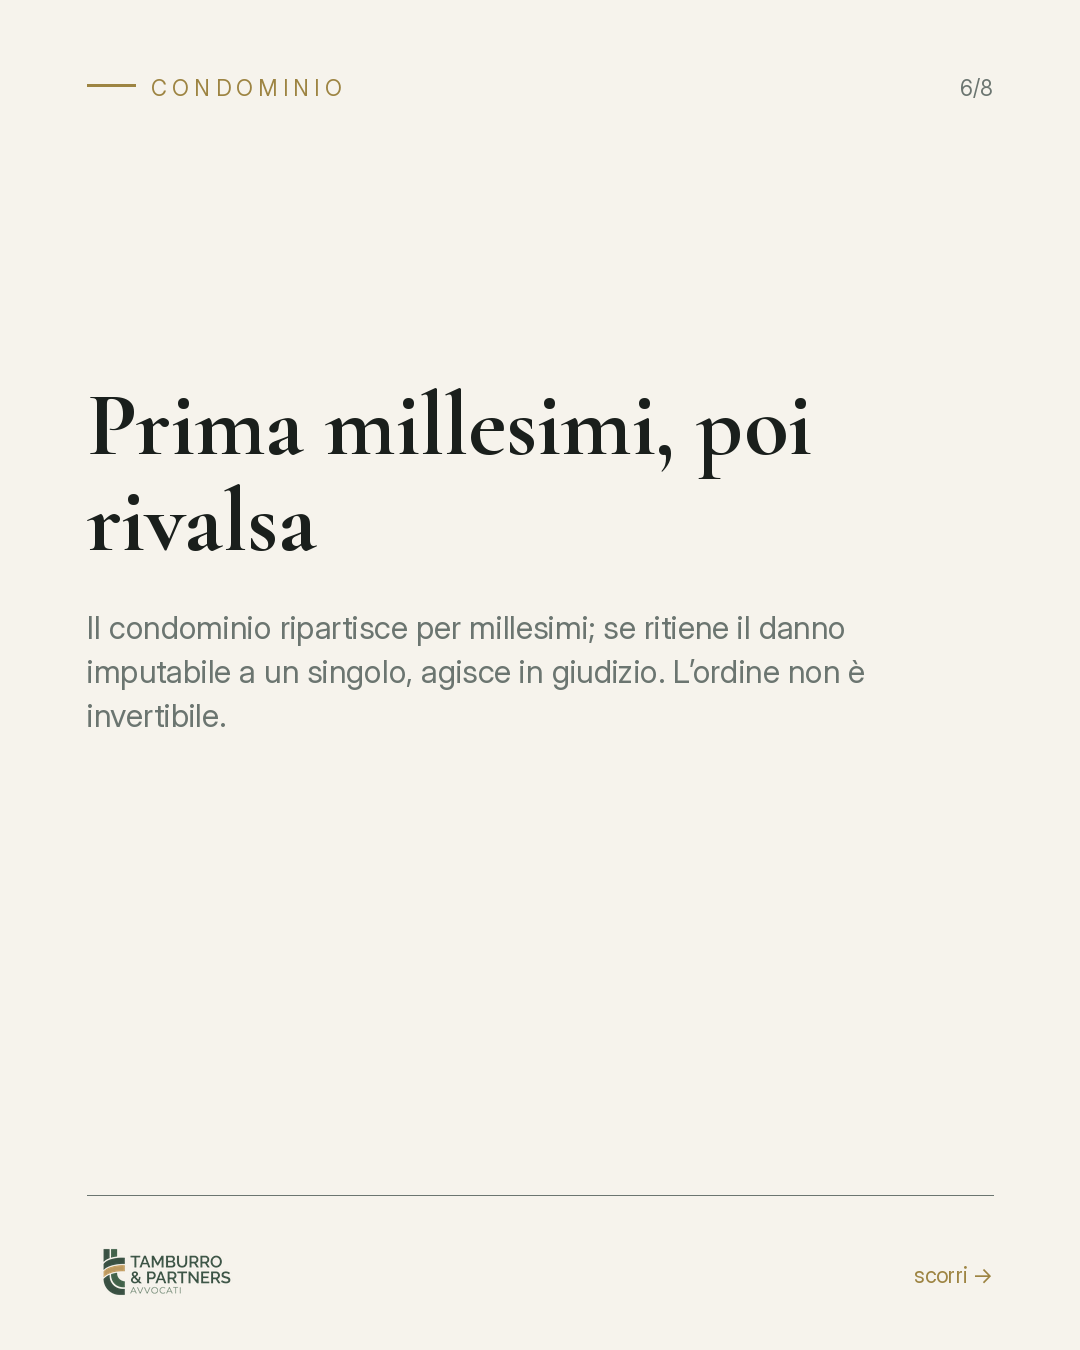 CONDOMINIO
6/8
Prima millesimi, poi
rivalsa
Il condominio ripartisce per millesimi; se ritiene il danno
imputabile a un singolo, agisce in giudizio. L’ordine non è
invertibile.
TAMBURRO
& PARTNERS
AVVOCATI
scorri →